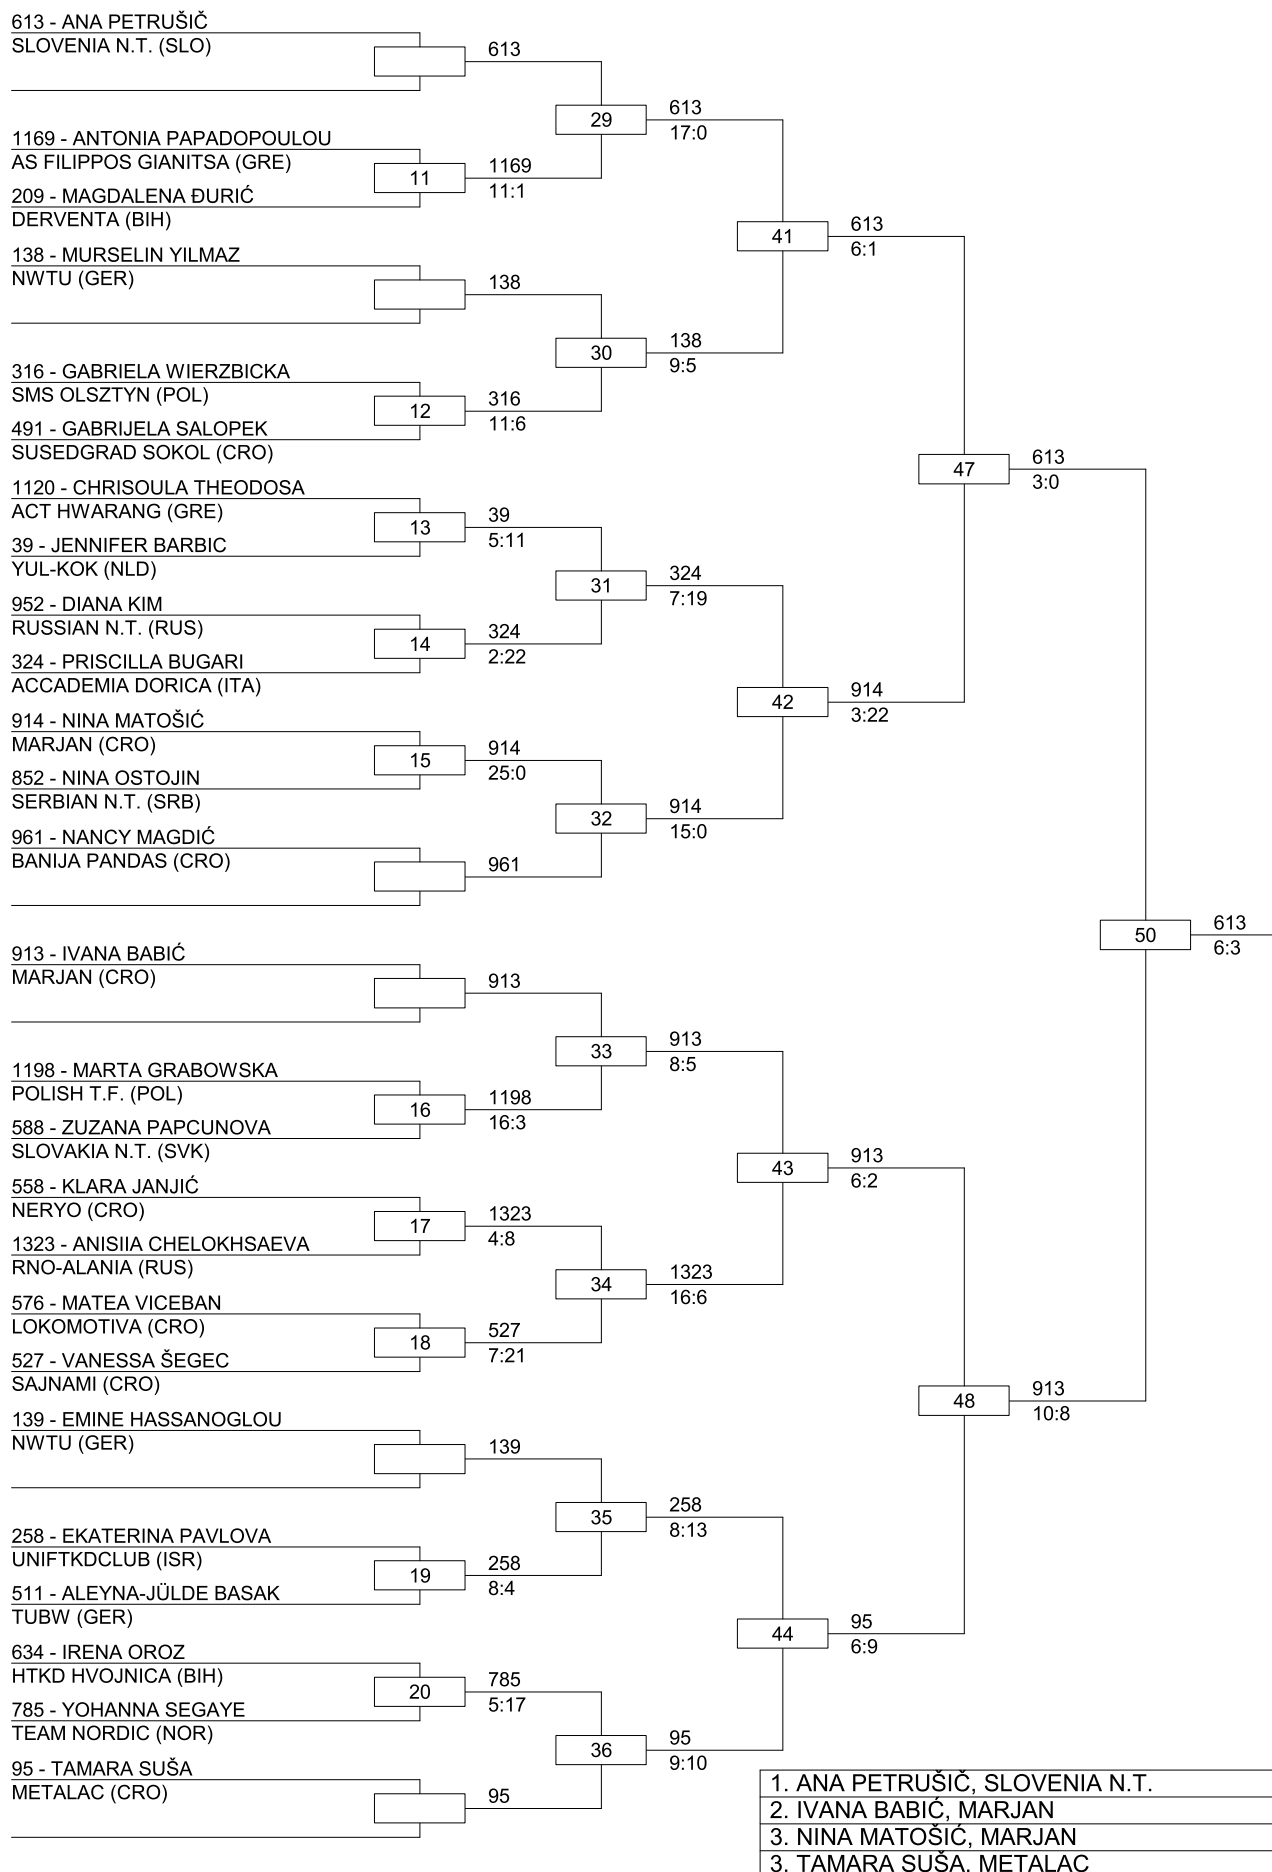 613 - ANA PETRUŠIČ
SLOVENIA N.T. (SLO)
613
29
613
17:0
1169 - ANTONIA PAPADOPOULOU
AS FILIPPOS GIANITSA (GRE)
11
1169
11:1
209 - MAGDALENA ĐURIĆ
DERVENTA (BIH)
41
613
6:1
138 - MURSELIN YILMAZ
NWTU (GER)
138
30
138
9:5
316 - GABRIELA WIERZBICKA
SMS OLSZTYN (POL)
12
316
11:6
491 - GABRIJELA SALOPEK
SUSEDGRAD SOKOL (CRO)
47
613
3:0
1120 - CHRISOULA THEODOSA
ACT HWARANG (GRE)
13
39
5:11
39 - JENNIFER BARBIC
YUL-KOK (NLD)
31
324
7:19
952 - DIANA KIM
RUSSIAN N.T. (RUS)
14
324
2:22
324 - PRISCILLA BUGARI
ACCADEMIA DORICA (ITA)
42
914
3:22
914 - NINA MATOŠIĆ
MARJAN (CRO)
15
914
25:0
852 - NINA OSTOJIN
SERBIAN N.T. (SRB)
32
914
15:0
961 - NANCY MAGDIĆ
BANIJA PANDAS (CRO)
961
50
613
6:3
913 - IVANA BABIĆ
MARJAN (CRO)
913
33
913
8:5
1198 - MARTA GRABOWSKA
POLISH T.F. (POL)
16
1198
16:3
588 - ZUZANA PAPCUNOVA
SLOVAKIA N.T. (SVK)
43
913
6:2
558 - KLARA JANJIĆ
NERYO (CRO)
17
1323
4:8
1323 - ANISIIA CHELOKHSAEVA
RNO-ALANIA (RUS)
34
1323
16:6
576 - MATEA VICEBAN
LOKOMOTIVA (CRO)
18
527
7:21
527 - VANESSA ŠEGEC
SAJNAMI (CRO)
48
913
10:8
139 - EMINE HASSANOGLOU
NWTU (GER)
139
35
258
8:13
258 - EKATERINA PAVLOVA
UNIFTKDCLUB (ISR)
19
258
8:4
511 - ALEYNA-JÜLDE BASAK
TUBW (GER)
44
95
6:9
634 - IRENA OROZ
HTKD HVOJNICA (BIH)
20
785
5:17
785 - YOHANNA SEGAYE
TEAM NORDIC (NOR)
36
95
9:10
95 - TAMARA SUŠA
METALAC (CRO)
95
1. ANA PETRUŠIČ, SLOVENIA N.T.
2. IVANA BABIĆ, MARJAN
3. NINA MATOŠIĆ, MARJAN
3. TAMARA SUŠA, METALAC